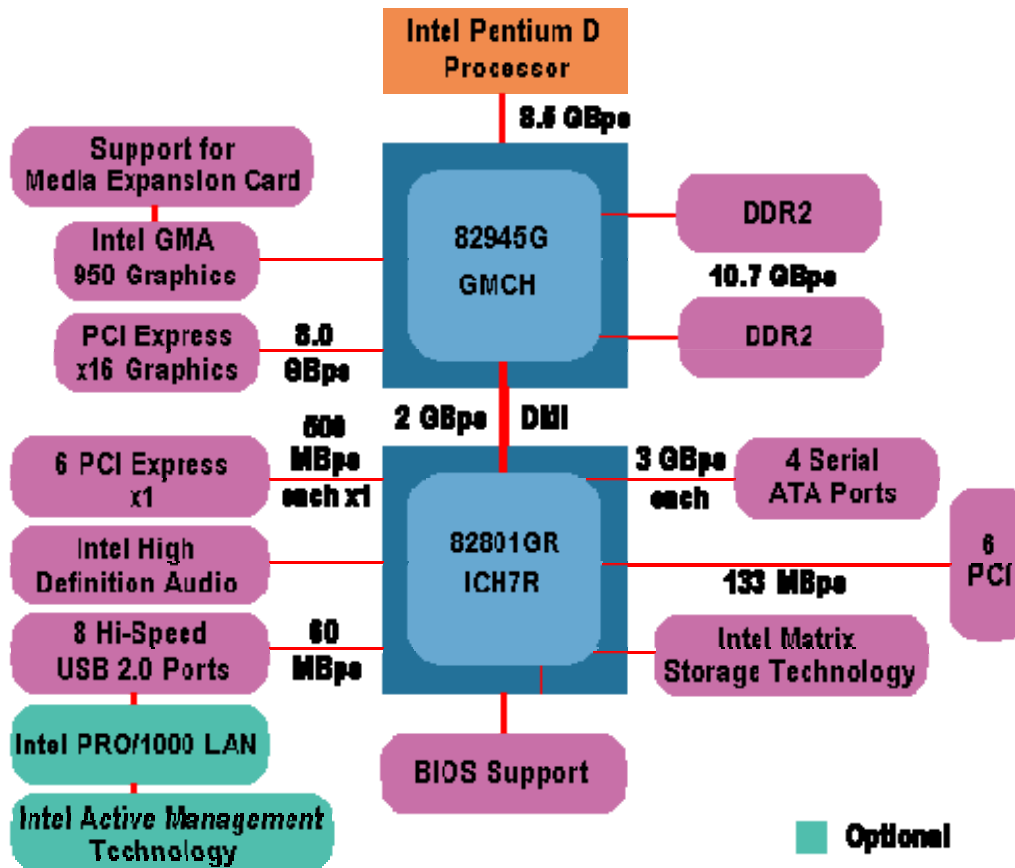 Intel Pentium D
Processor
8.5 GBps
Support for
Media Expansion Card
Intel GMA
950 Graphics
PCI Express
x16 Graphics
8.0
GBps
82945G
GMCH
DDR2
10.7 GBps
DDR2
2 GBps
DMI
6 PCI Express
x1
500
MBps
each x1
Intel High
Definition Audio
8 Hi-Speed
USB 2.0 Ports
60
MBps
82801GR
ICH7R
3 GBps
each
4 Serial
ATA Ports
133 MBps
6
PCI
Intel Matrix
Storage Technology
Intel PRO/1000 LAN
Intel Active Management
Technology
BIOS Support
Optional